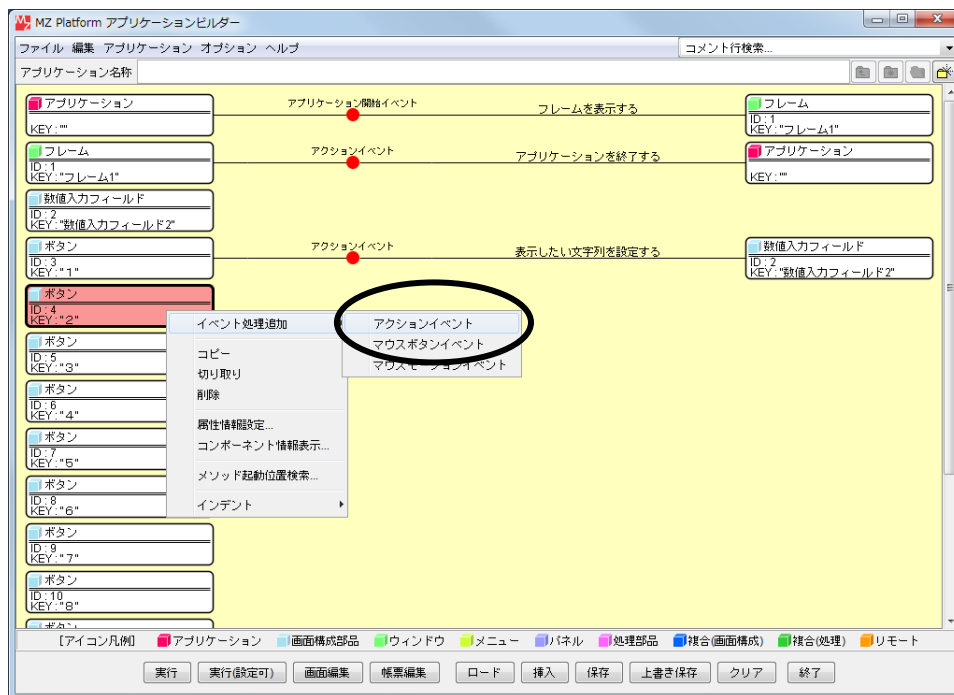 MZ Platform アプリケーションビルダー
ファイル 編集 アプリケーション オプション ヘルプ コメント行検索...
アプリケーション名称
アプリケーション
KEY:""
アプリケーション開始イベント
フレームを表示する
フレーム
ID:1
KEY:"フレーム1"
フレーム
ID:1
KEY:"フレーム1"
アクションイベント
アプリケーションを終了する
アプリケーション
KEY:""
数値入力フィールド
ID:2
KEY:"数値入力フィールド2"
ボタン
ID:3
KEY:"1"
アクションイベント
表示したい文字列を設定する
数値入力フィールド
ID:2
KEY:"数値入力フィールド2"
ボタン
ID:4
KEY:"2"
イベント処理追加
コピー
切り取り
削除
属性情報設定...
コンポーネント情報表示...
メソッド起動位置検索...
インデント
アクションイベント
マウスボタンイベント
マウスモーションイベント
ボタン
ID:5
KEY:"3"
ボタン
ID:6
KEY:"4"
ボタン
ID:7
KEY:"5"
ボタン
ID:8
KEY:"6"
ボタン
ID:9
KEY:"7"
ボタン
ID:10
KEY:"8"
ボタン
[アイコン凡例] アプリケーション 画面構成部品 ウィンドウ メニュー パネル 処理部品 複合(画面構成) 複合(処理) リモート
実行 実行(設定可) 画面編集 帳票編集 ロード 挿入 保存 上書き保存 クリア 終了